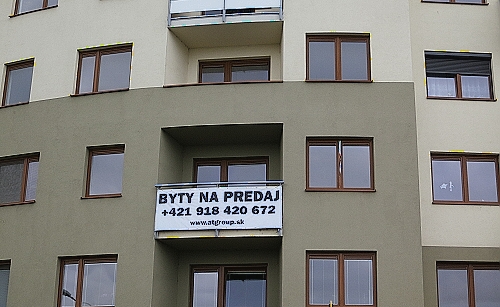 BYTY NA PREDAJ
+421 918 420 672
www.atgroup.sk